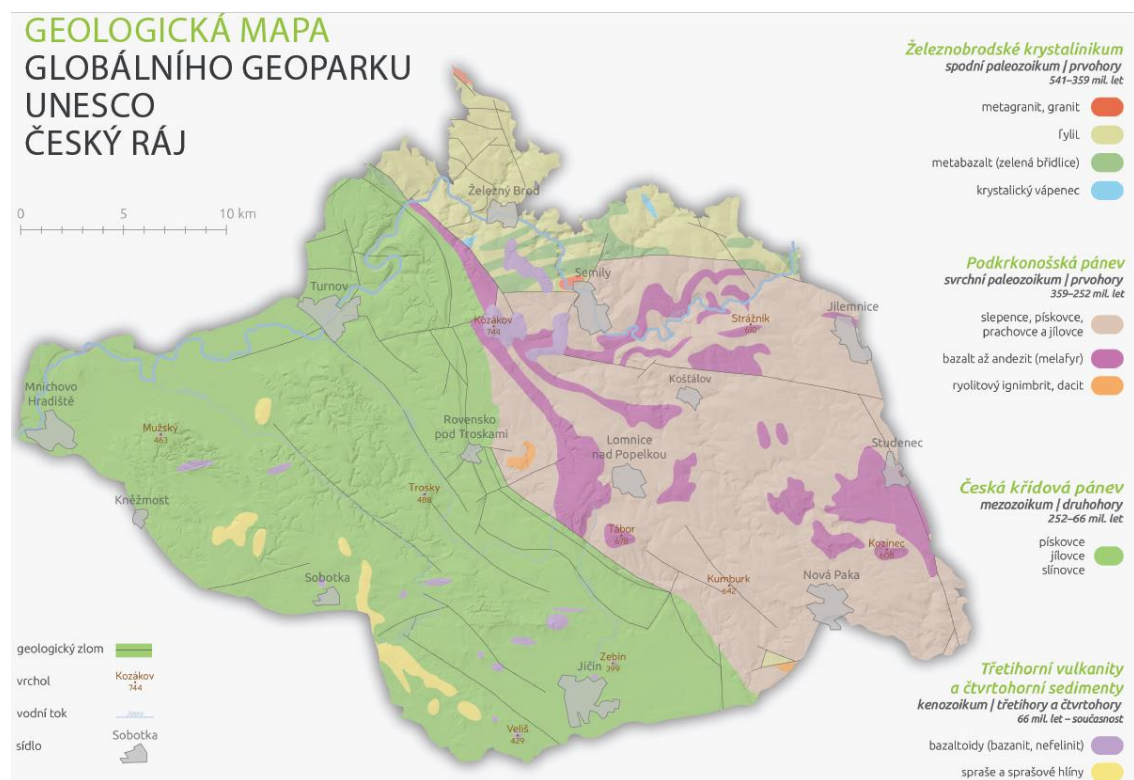 GEOLOGICKÁ MAPA
GLOBÁLNÍHO GEOPARKU
UNESCO
ČESKÝ RÁJ
0 5 10 km
Železnobrodské krystalinikum
spodní paleozoikum | prvohory
541–359 mil. let
metagranit, granit
fylit
metabazalt (zelená břidlice)
krystalický vápenec
Podkrkonošská pánev
svrchní paleozoikum | prvohory
359–252 mil. let
slepence, pískovce,
prachovce a jílovce
bazalt až andezit (melafyr)
ryolitový ignimbrit, dacit
Česká křídová pánev
mezozoikum | druhohory
252–66 mil. let
pískovce
jílovce
slínovce
Třetihorní vulkanity
a čtvrtohorní sedimenty
kenozoikum | třetihory a čtvrtohory
66 mil. let – současnost
bazaltoidy (bazanit, nefelinit)
spraše a sprašové hlíny
Železný Brod
Semily
Turnov
Kozákov
744
Strážník
Jilemnice
Košťálov
Mnichovo
Hradiště
Mužský
463
Rovensko
pod Troskami
Lomnice
nad Popelkou
Studenec
Trosky
488
Kněžmost
Tábor
678
Kozinec
Sobotka
Kumburk
642
Nová Paka
Zebín
399
Jičín
Veliš
429
geologický zlom
vrchol
Kozákov
744
vodní tok
sídlo
Sobotka